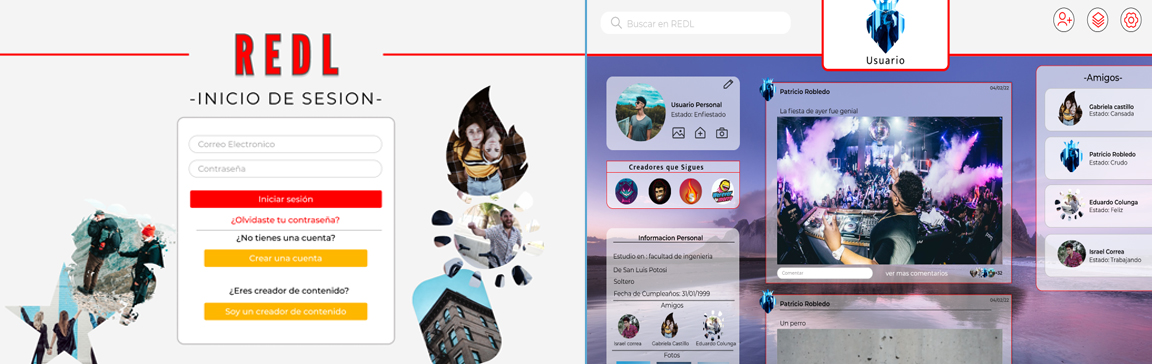 REDL
-INICIO DE SESION-
Correo Electronico
Contraseña
Iniciar sesión
¿Olvidaste tu contraseña?
¿No tienes una cuenta?
Crear una cuenta
¿Eres creador de contenido?
Soy un creador de contenido
Buscar en REDL
Usuario
Usuario Personal
Estado: Enfiestado
Creadores que Sigues
Informacion Personal
Estudio en : facultad de ingenieria
De San Luis Potosi
Soltero
Fecha de Cumpleaños: 31/01/1999
Amigos
Israel correa
Gabriela Castillo
Eduardo Colunga
Fotos
Patricio Robledo
04/02/22
La fiesta de ayer fue genial
Comentar
ver mas comentarios
+32
Patricio Robledo
04/02/22
Un perro
-Amigos-
Gabriela castillo
Estado: Cansada
Patricio Robledo
Estado: Crudo
Eduardo Colunga
Estado: Feliz
Israel Correa
Estado: Trabajando